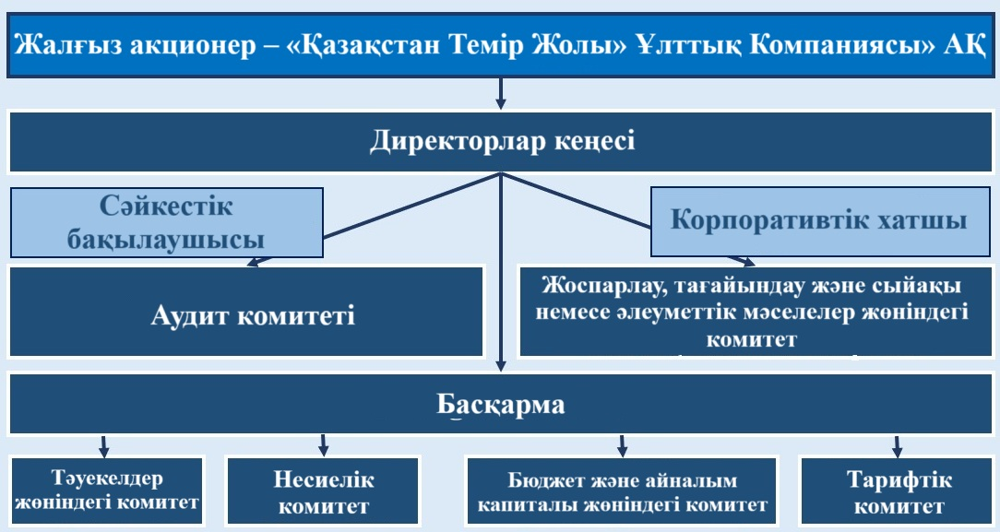 Жалғыз акционер – «Қазақстан Темір Жолы» Ұлттық Компаниясы» АҚ
Директорлар кеңесі
Сәйкестік
бақылаушысы
Корпоративтік хатшы
Аудит комитеті
Жоспарлау, тағайындау және сыйақы
немесе әлеуметтік мәселелер жөніндегі
комитет
Басқарма
Тәуекелдер
жөніндегі комитет
Несиелік
комитет
Бюджет және айналым
капиталы жөніндегі комитет
Тарифтік
комитет